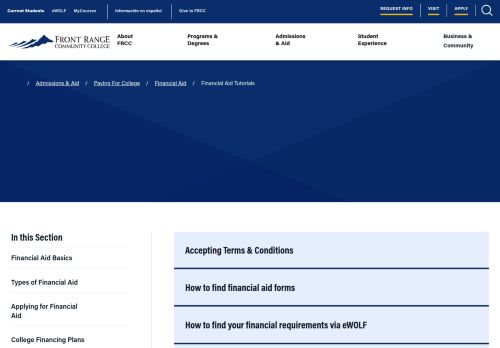 Current Students eWOLF MyCourses Información en español Give to FRCC REQUEST INFO VISIT APPLY
FRONT RANGE
COMMUNITY COLLEGE
About
FRCC
Programs &
Degrees
Admissions
& Aid
Student
Experience
Business &
Community
/ Admissions & Aid / Paying For College / Financial Aid / Financial Aid Tutorials
In this Section
Financial Aid Basics
Types of Financial Aid
Applying for Financial
Aid
College Financing Plans
Accepting Terms & Conditions
How to find financial aid forms
How to find your financial requirements via eWOLF